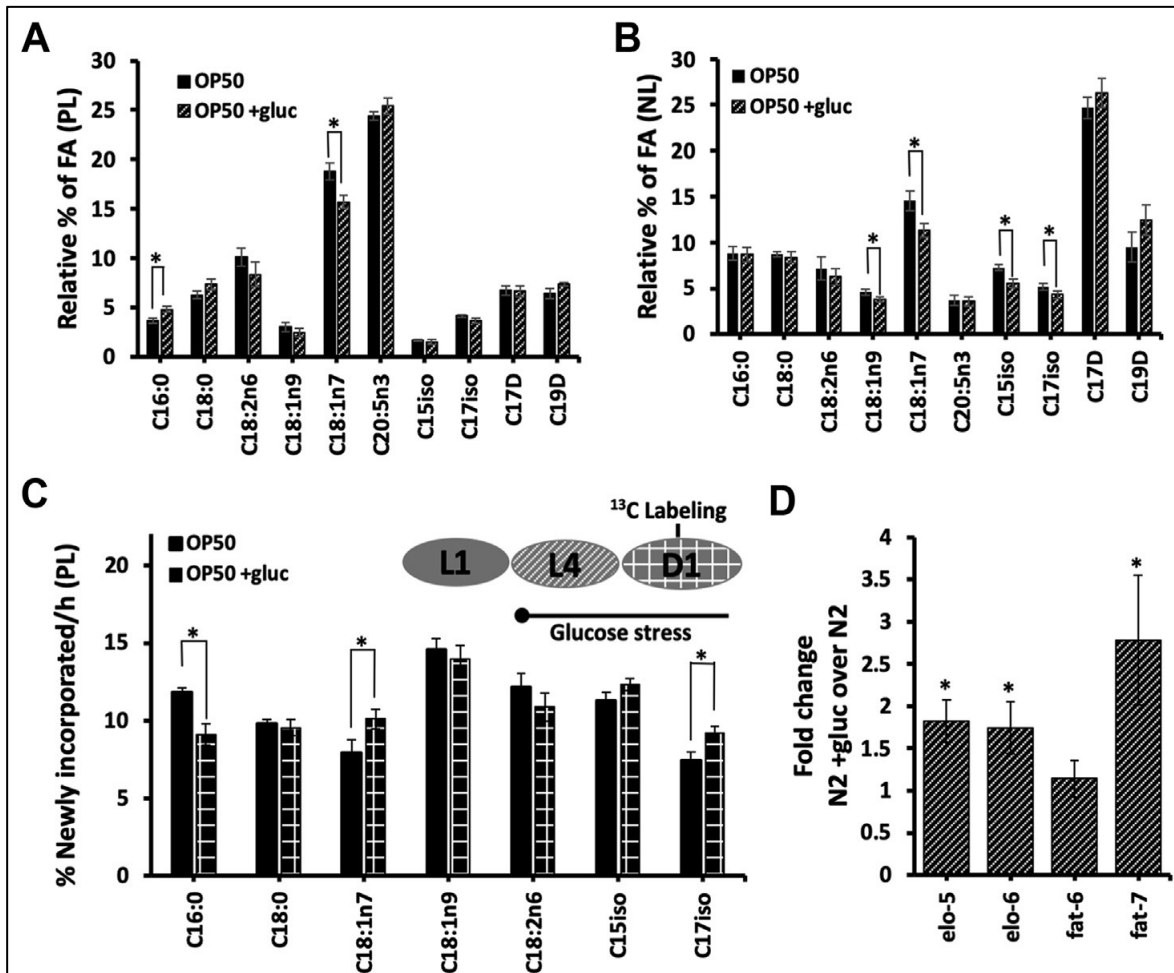 A
Relative % of FA (PL)
30
25
20
15
10
5
0
OP50
OP50 +gluc
*
*
C16:0
C18:0
C18:2n6
C18:1n9
C18:1n7
C20:5n3
C15iso
C17iso
C17D
C19D
B
Relative % of FA (NL)
30
25
20
15
10
5
0
OP50
OP50 +gluc
*
*
*
*
C16:0
C18:0
C18:2n6
C18:1n9
C18:1n7
C20:5n3
C15iso
C17iso
C17D
C19D
C
% Newly incorporated/h (PL)
20
15
10
5
0
OP50
OP50 +gluc
¹³C Labeling
L1 L4 D1
Glucose stress
*
*
*
C16:0
C18:0
C18:1n7
C18:1n9
C18:2n6
C15iso
C17iso
D
Fold change
N2 +gluc over N2
4
3.5
3
2.5
2
1.5
1
0.5
0
*
*
*
elo-5
elo-6
fat-6
fat-7